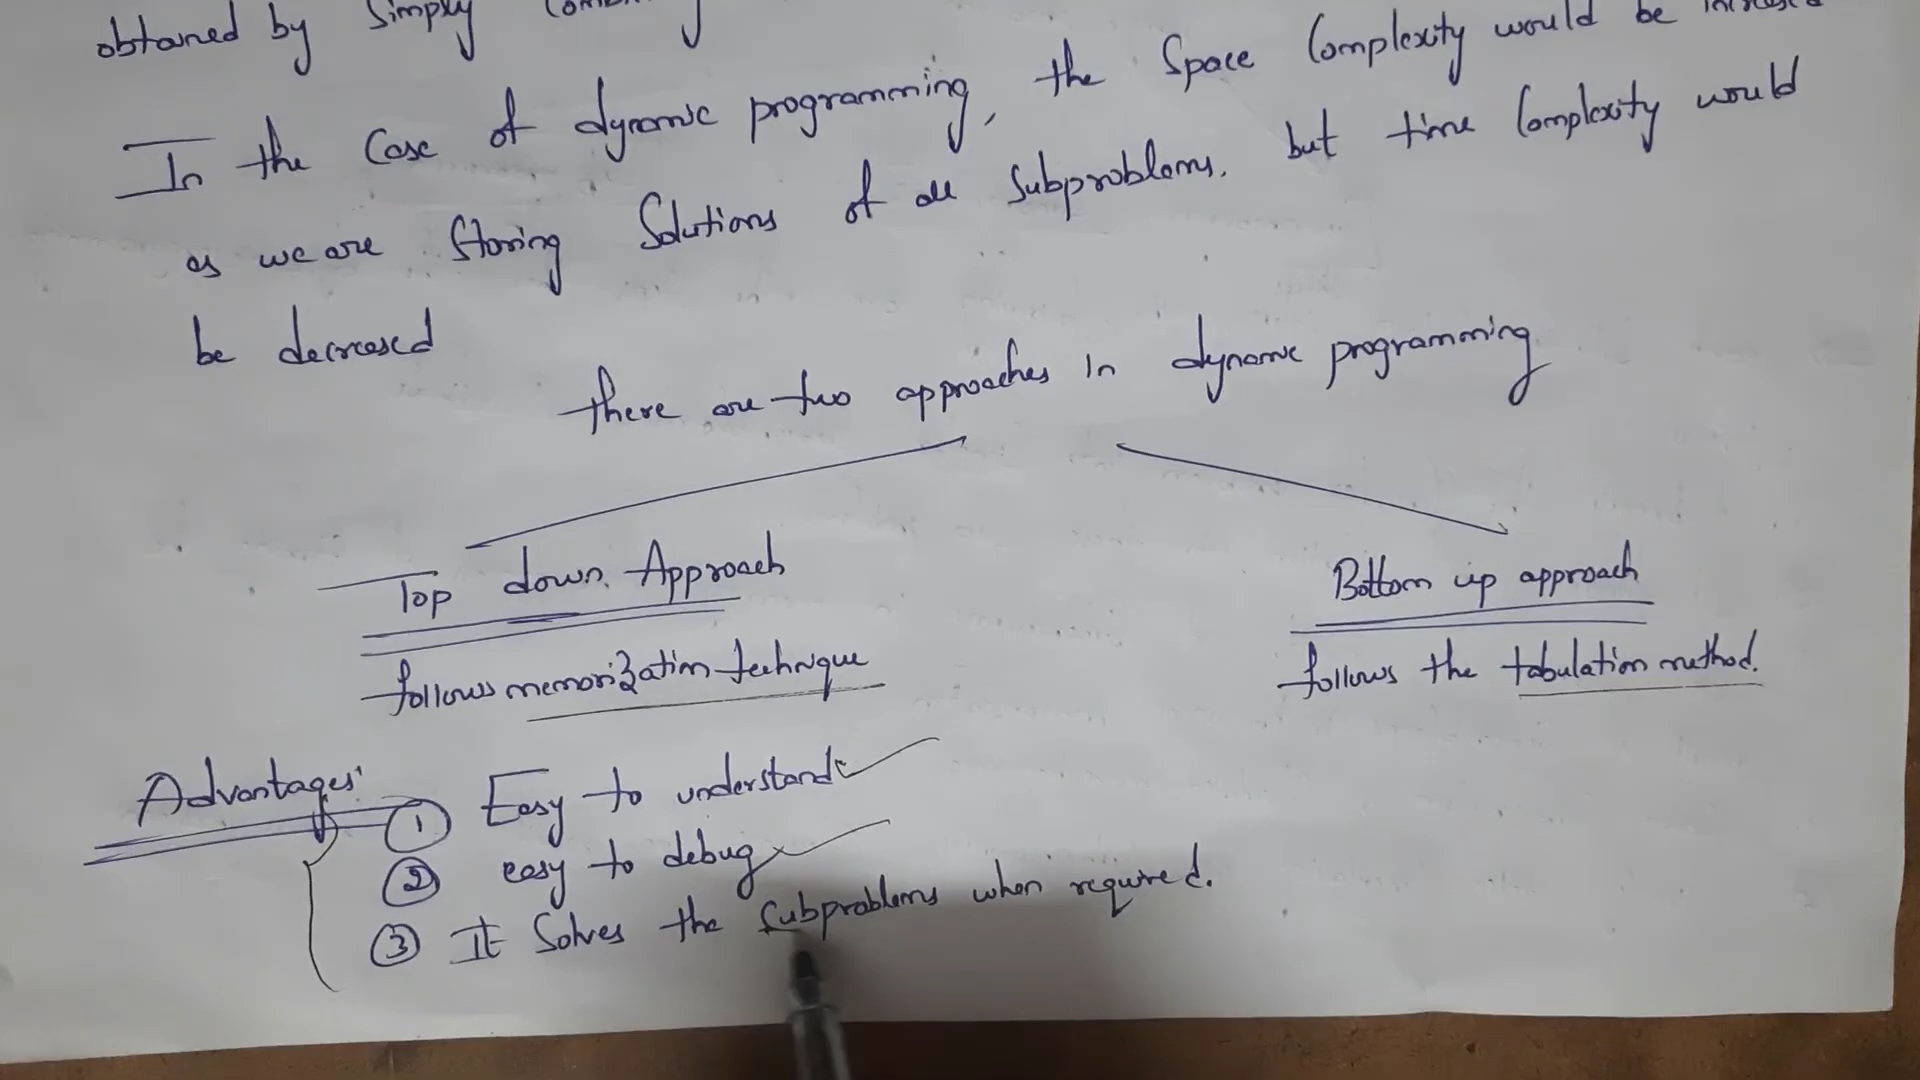 obtained by simply
In the case of dynamic programming, the space complexity would be increased
as we are storing solutions of all subproblems. but time complexity would
be decreased
there are two approaches in dynamic programming
Top down Approach
Bottom up approach
follows memorization technique
follows the tabulation method.
Advantages:
① Easy to understand
② easy to debug
③ It solves the subproblems when required.